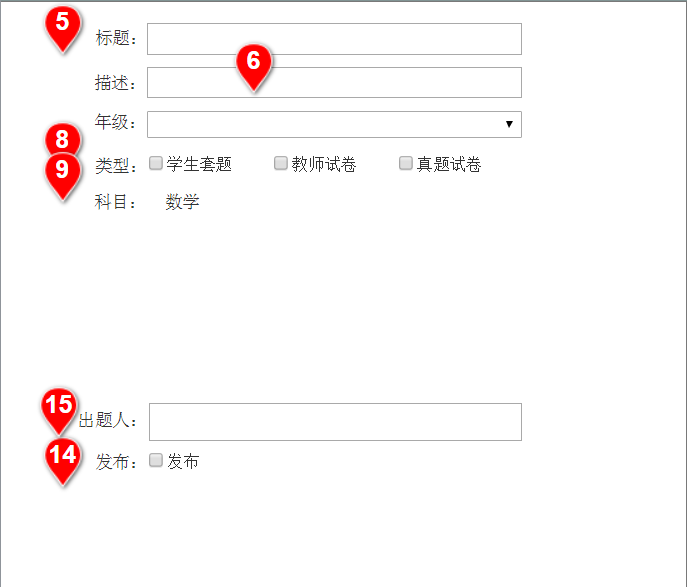 5
标题：
6
描述：
年级：
8
9
类型： 学生套题 教师试卷 真题试卷
科目： 数学
15
出题人：
14
发布： 发布